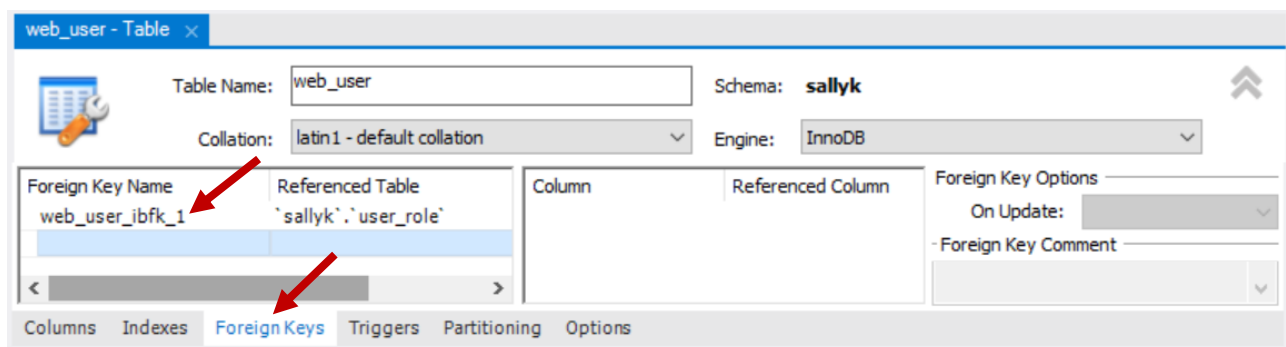 web_user - Table ×
Table Name: web_user Schema: sallyk
Collation: latin1 - default collation Engine: InnoDB
Foreign Key Name Referenced Table Column Referenced Column Foreign Key Options
web_user_ibfk_1 `sallyk`.`user_role` On Update:
Foreign Key Comment
Columns Indexes Foreign Keys Triggers Partitioning Options